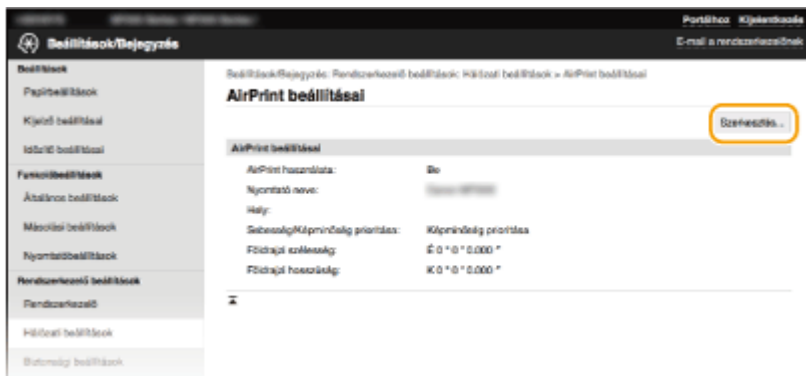 Portálhoz Kijelentkezés
Beállítások/Bejegyzés
E-mail a rendszerkezelőnek
Beállítások
Papírbeállítások
Kijelző beállításai
Időzítő beállításai
Funkcióbeállítások
Általános beállítások
Másolási beállítások
Nyomtatóbeállítások
Rendszerkezelő beállítások
Rendszerkezelő
Hálózati beállítások
Biztonsági beállítások
Beállítások/Bejegyzés: Rendszerkezelő beállítások: Hálózati beállítások > AirPrint beállításai
AirPrint beállításai
Szerkesztés...
AirPrint beállításai
AirPrint használata: Be
Nyomtató neve:
Hely:
Sebesség/Képminőség prioritása: Képminőség prioritása
Földrajzi szélesség: É 0 ° 0 ' 0.000 "
Földrajzi hosszúság: K 0 ° 0 ' 0.000 "